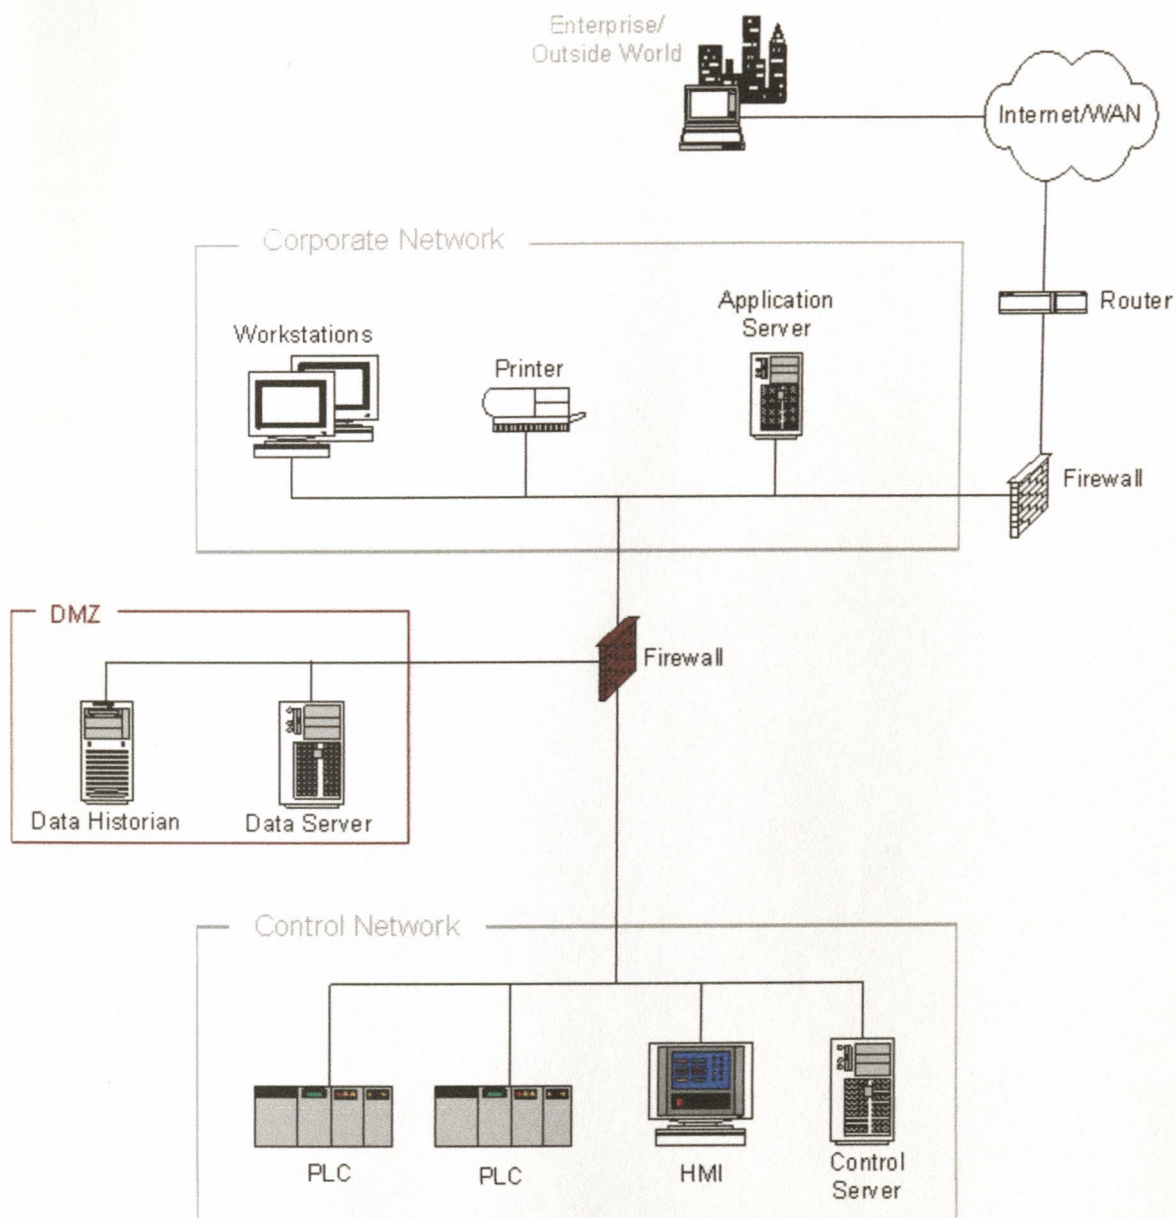 Enterprise/
Outside World
Internet/WAN
Corporate Network
Router
Application
Server
Workstations
Printer
Firewall
DMZ
Firewall
Data Historian
Data Server
Control Network
PLC
PLC
HMI
Control
Server